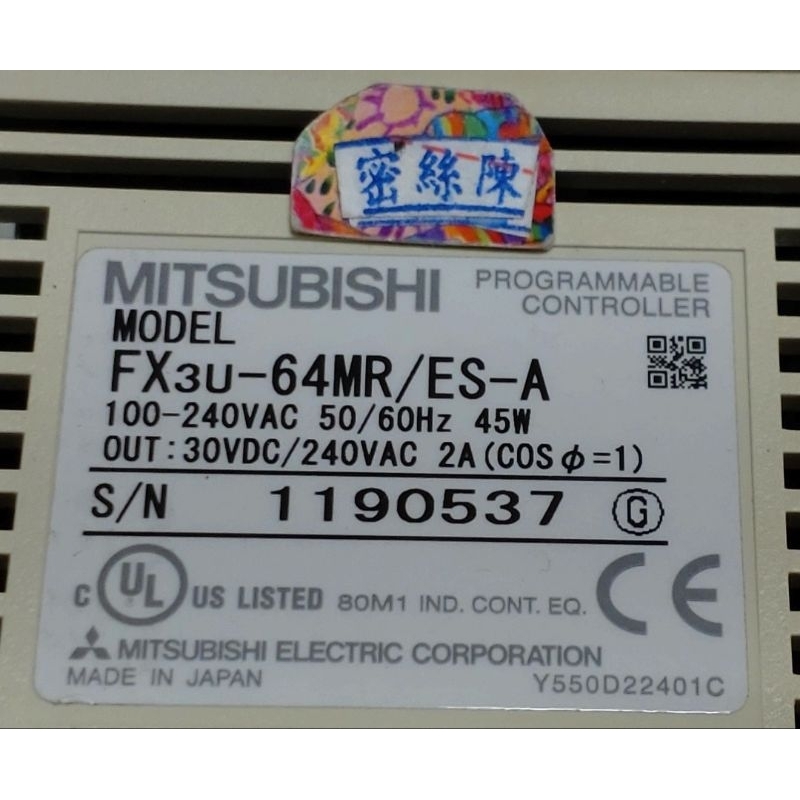 密絲陳
MITSUBISHI
PROGRAMMABLE
CONTROLLER
MODEL
FX3U-64MR/ES-A
100-240VAC 50/60Hz 45W
OUT:30VDC/240VAC 2A(COSφ=1)
S/N 1190537 G
C UL US LISTED 80M1 IND. CONT. EQ. CE
MITSUBISHI ELECTRIC CORPORATION
MADE IN JAPAN Y550D22401C